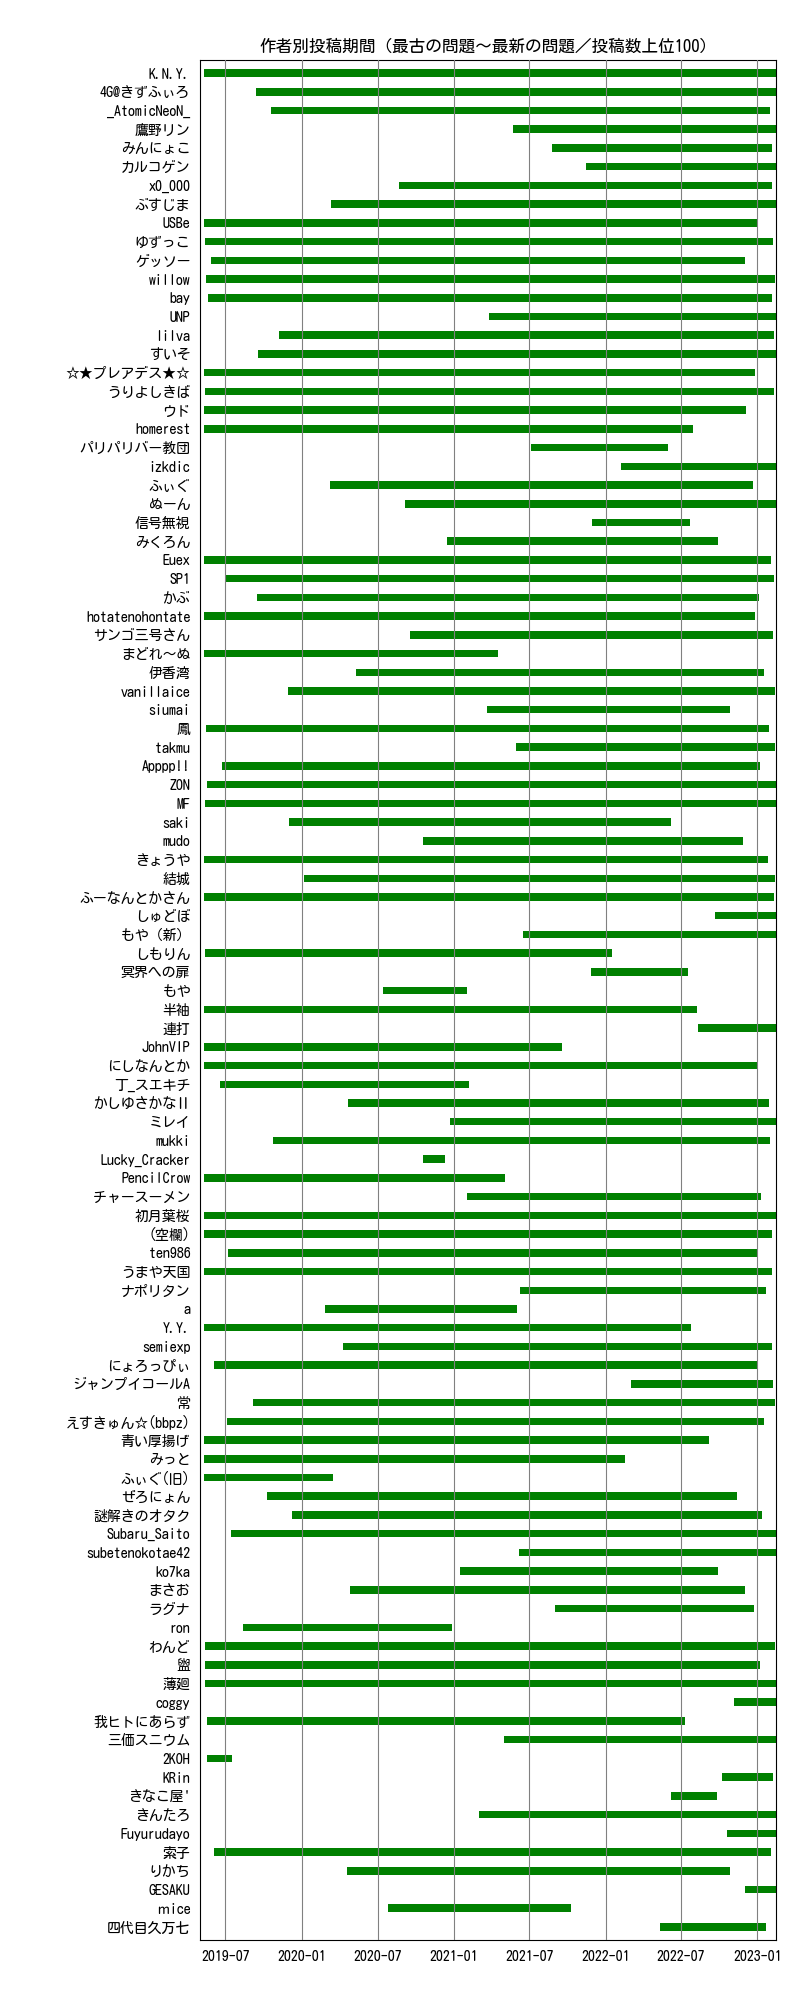 作者別投稿期間（最古の問題～最新の問題／投稿数上位100）
K.N.Y.
4G@きずふぃろ
_AtomicNeoN_
鷹野リン
みんにょこ
カルコゲン
x0_000
ぶすじま
USBe
ゆずっこ
ゲッソー
willow
bay
UNP
lilva
すいそ
☆★プレアデス★☆
うりよしきば
ウド
homerest
パリパリバー教団
izkdic
ふぃぐ
ぬーん
信号無視
みくろん
Euex
SP1
かぶ
hotatenohontate
サンゴ三号さん
まどれ～ぬ
伊香湾
vanillaice
siumai
鳳
takmu
Appppll
ZON
MF
saki
mudo
きょうや
結城
ふーなんとかさん
しゅどぼ
もや（新）
しもりん
冥界への扉
もや
半袖
連打
JohnVIP
にしなんとか
丁_スエキチ
かしゆさかなII
ミレイ
mukki
Lucky_Cracker
PencilCrow
チャースーメン
初月葉桜
(空欄)
ten986
うまや天国
ナポリタン
a
Y.Y.
semiexp
にょろっぴぃ
ジャンプイコールA
常
えすきゅん☆(bbpz)
青い厚揚げ
みっと
ふぃぐ(旧)
ぜろにょん
謎解きのオタク
Subaru_Saito
subetenokotae42
ko7ka
まさお
ラグナ
ron
わんど
盥
薄廻
coggy
我ヒトにあらず
三価スニウム
2KOH
KRin
きなこ屋'
きんたろ
Fuyurudayo
索子
りかち
GESAKU
mice
四代目久万七
2019-07 2020-01 2020-07 2021-01 2021-07 2022-01 2022-07 2023-01